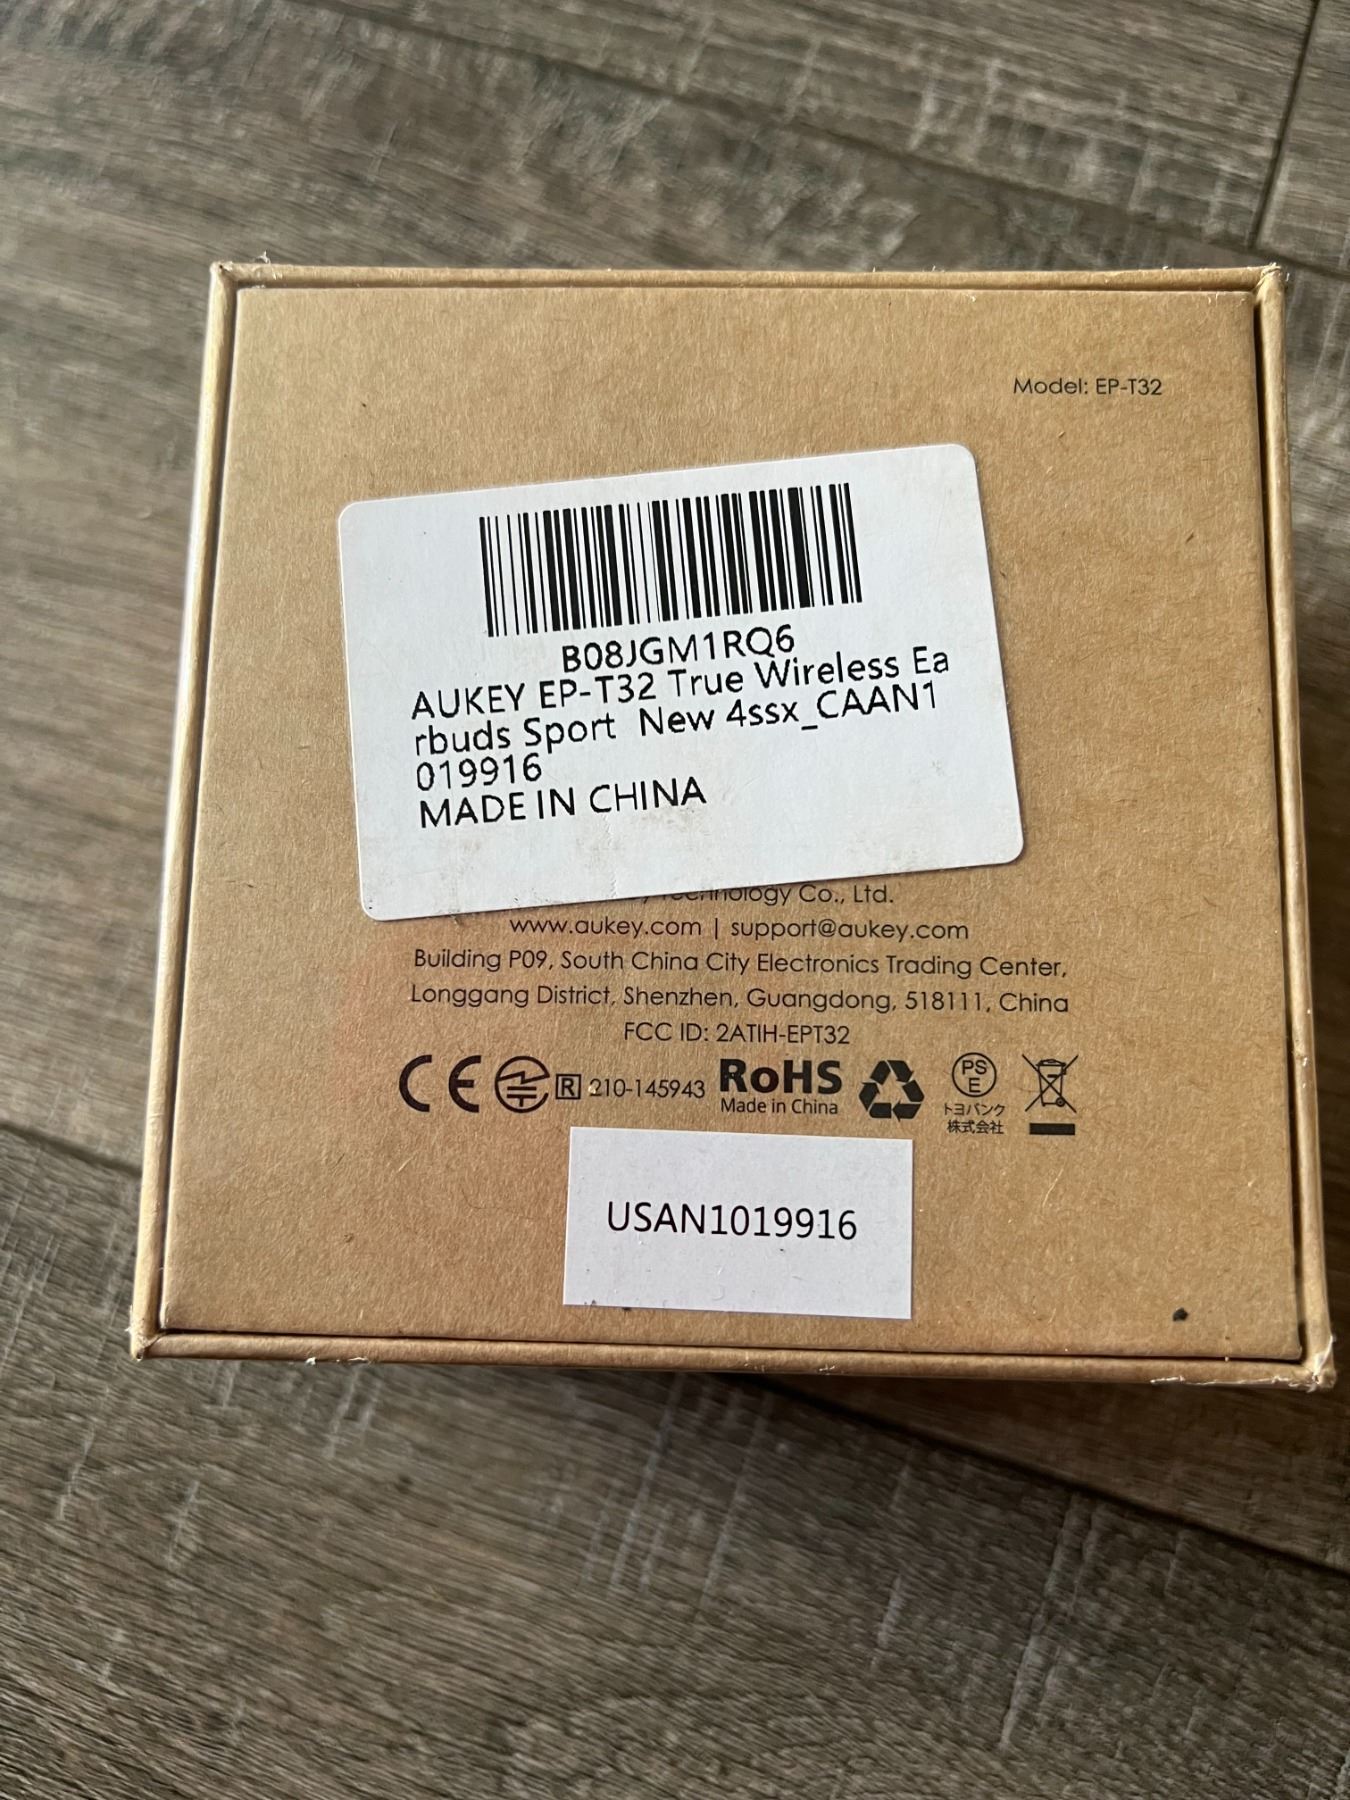 Model: EP-T32
B08JGM1RQ6
AUKEY EP-T32 True Wireless Ea
rbuds Sport New 4ssx_CAAN1
019916
MADE IN CHINA
Technology Co., Ltd.
www.aukey.com | support@aukey.com
Building P09, South China City Electronics Trading Center,
Longgang District, Shenzhen, Guangdong, 518111, China
FCC ID: 2ATIH-EPT32
CE R 210-145943 RoHS PS E
Made in China トヨバンク
株式会社
USAN1019916